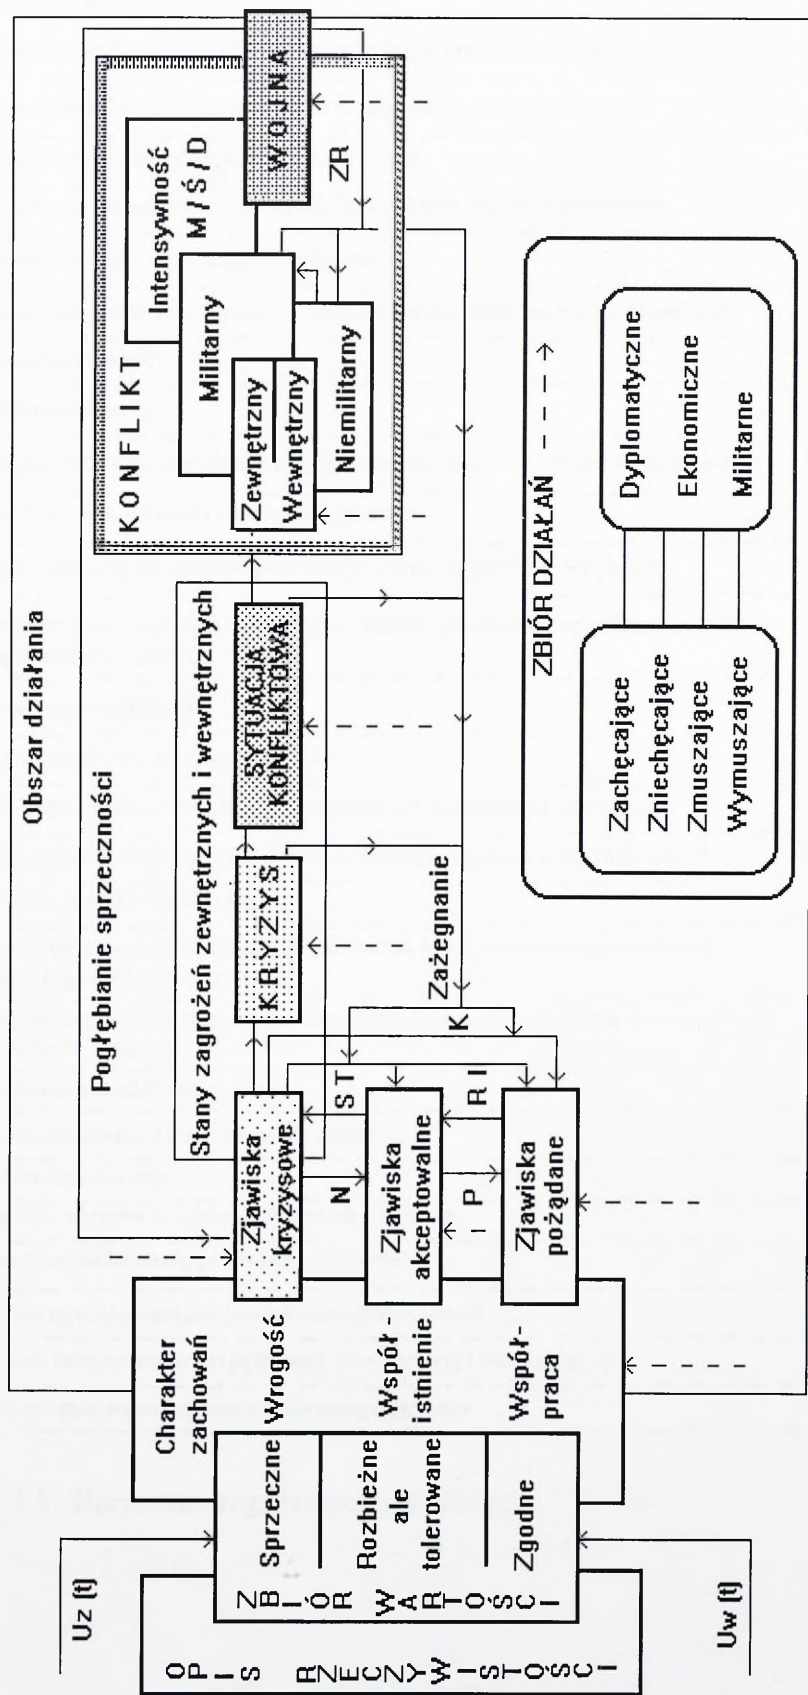 Obszar działania
Pogłębianie sprzeczności
Stany zagrożeń zewnętrznych i wewnętrznych
Uz [t]
OPIS RZECZYWISTOŚCI
ZBIÓR WARTOŚCI
Sprzeczne
Rozbieżne
ale
tolerowane
Zgodne
Uw [t]
Charakter
zachowań
Wrogość
Współ-
istnienie
Współ-
praca
Zjawiska
kryzysowe
N
S T
Zjawiska
akceptowalne
P
R I
Zjawiska
pożądane
K
Zażegnanie
KRYZYS
SYTUACJA
KONFLIKTOWA
KONFLIKT
Intensywność
M/Ś/D
Militarny
Zewnętrzny
Wewnętrzny
Niemilitarny
WOJNA
ZR
ZBIÓR DZIAŁAŃ
Zachęcające
Zniechęcające
Zmuszające
Wymuszające
Dyplomatyczne
Ekonomiczne
Militarne